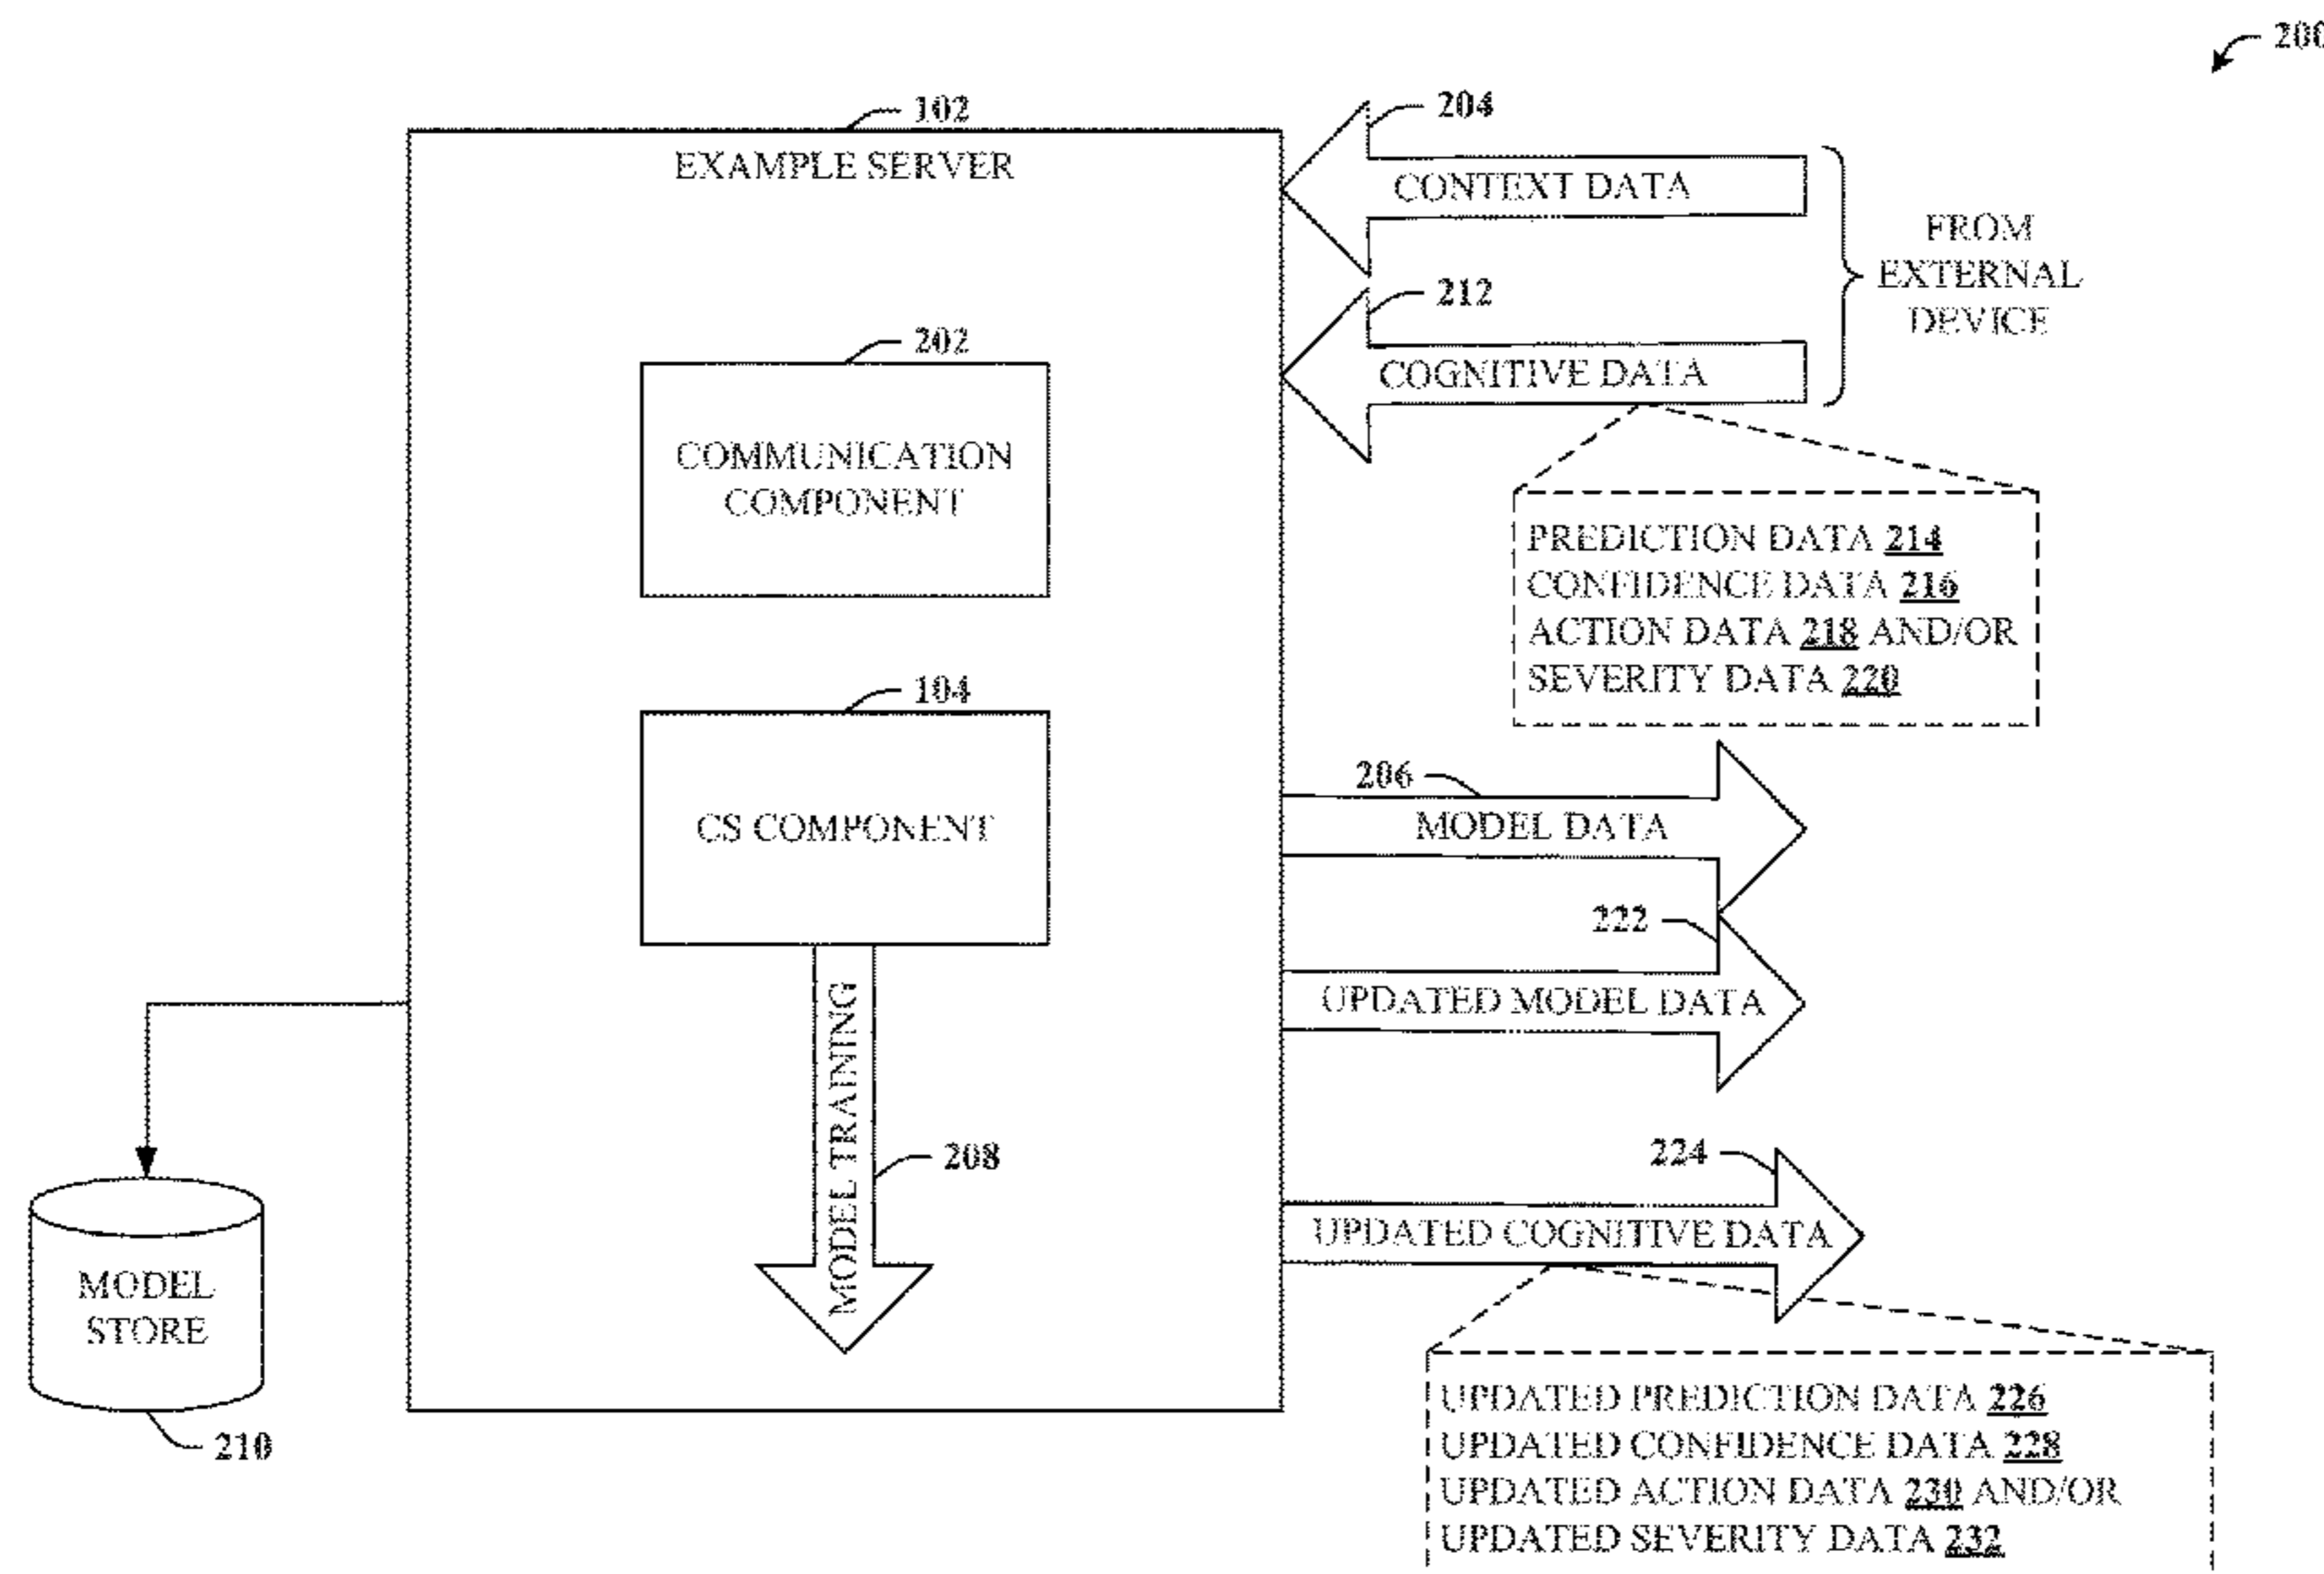 200
102
EXAMPLE SERVER
204
CONTEXT DATA
212
COGNITIVE DATA
FROM
EXTERNAL
DEVICE
202
COMMUNICATION
COMPONENT
PREDICTION DATA 214
CONFIDENCE DATA 216
ACTION DATA 218 AND/OR
SEVERITY DATA 220
104
CS COMPONENT
206
MODEL DATA
222
UPDATED MODEL DATA
MODEL TRAINING
208
224
UPDATED COGNITIVE DATA
MODEL
STORE
210
UPDATED PREDICTION DATA 226
UPDATED CONFIDENCE DATA 228
UPDATED ACTION DATA 230 AND/OR
UPDATED SEVERITY DATA 232